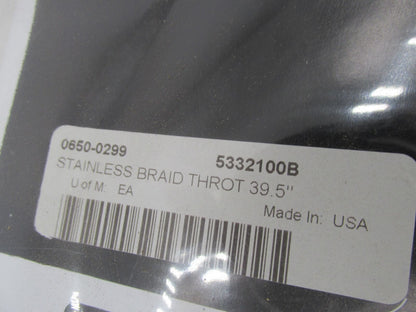 0650-0299 5332100B
STAINLESS BRAID THROT 39.5"
U of M: EA
Made In: USA